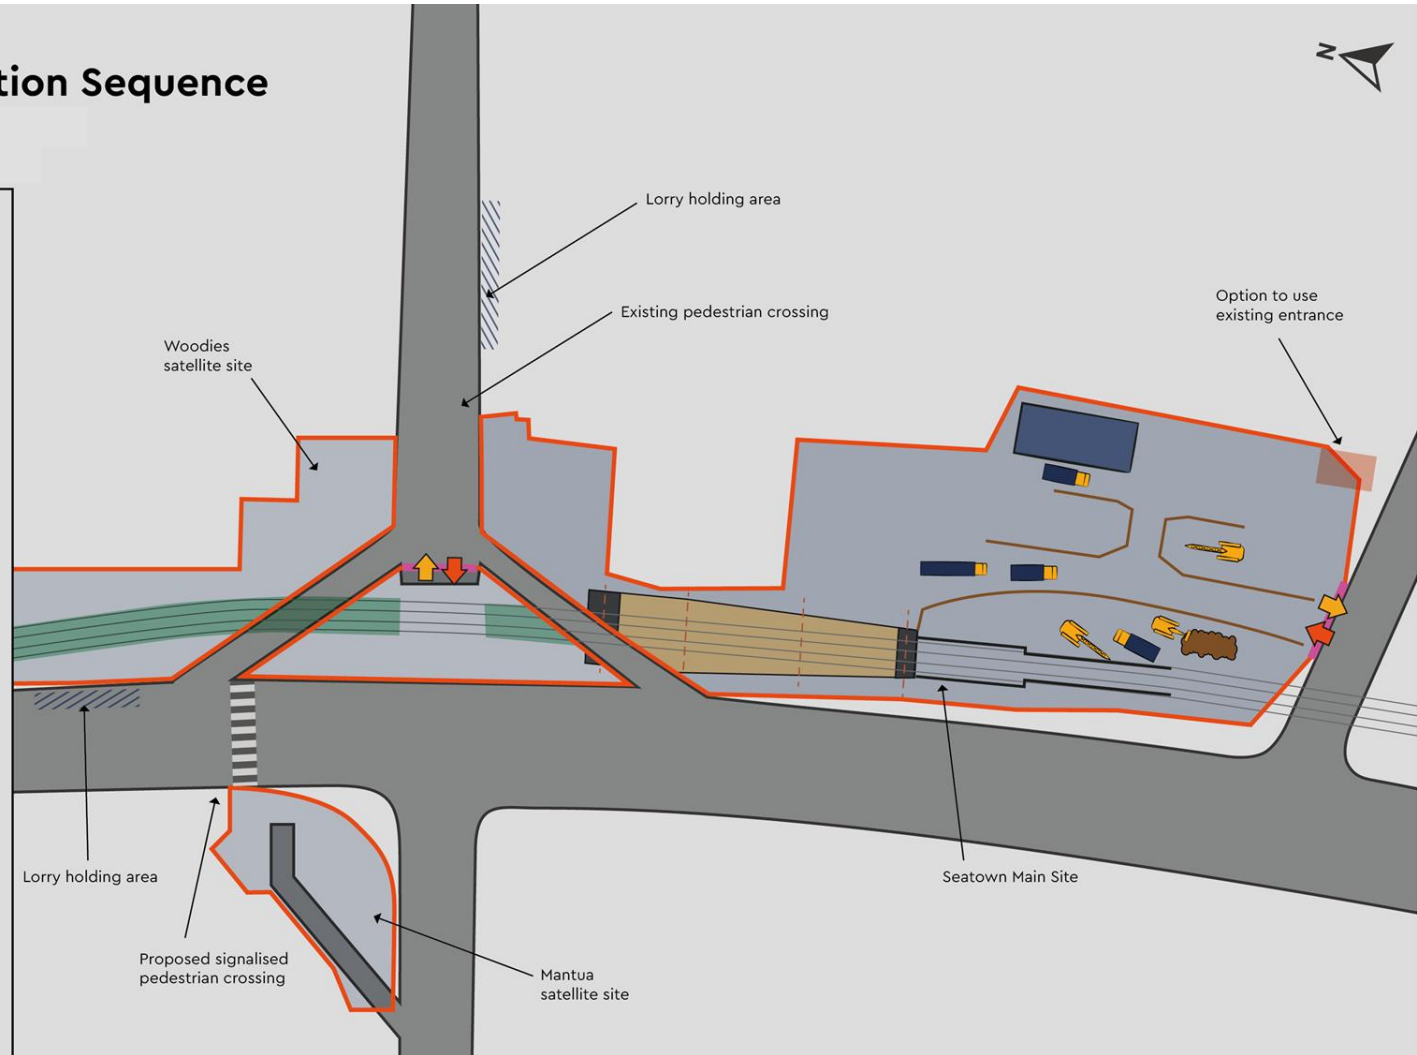 tion Sequence
N
Lorry holding area
Existing pedestrian crossing
Option to use
existing entrance
Woodies
satellite site
Lorry holding area
Seatown Main Site
Proposed signalised
pedestrian crossing
Mantua
satellite site